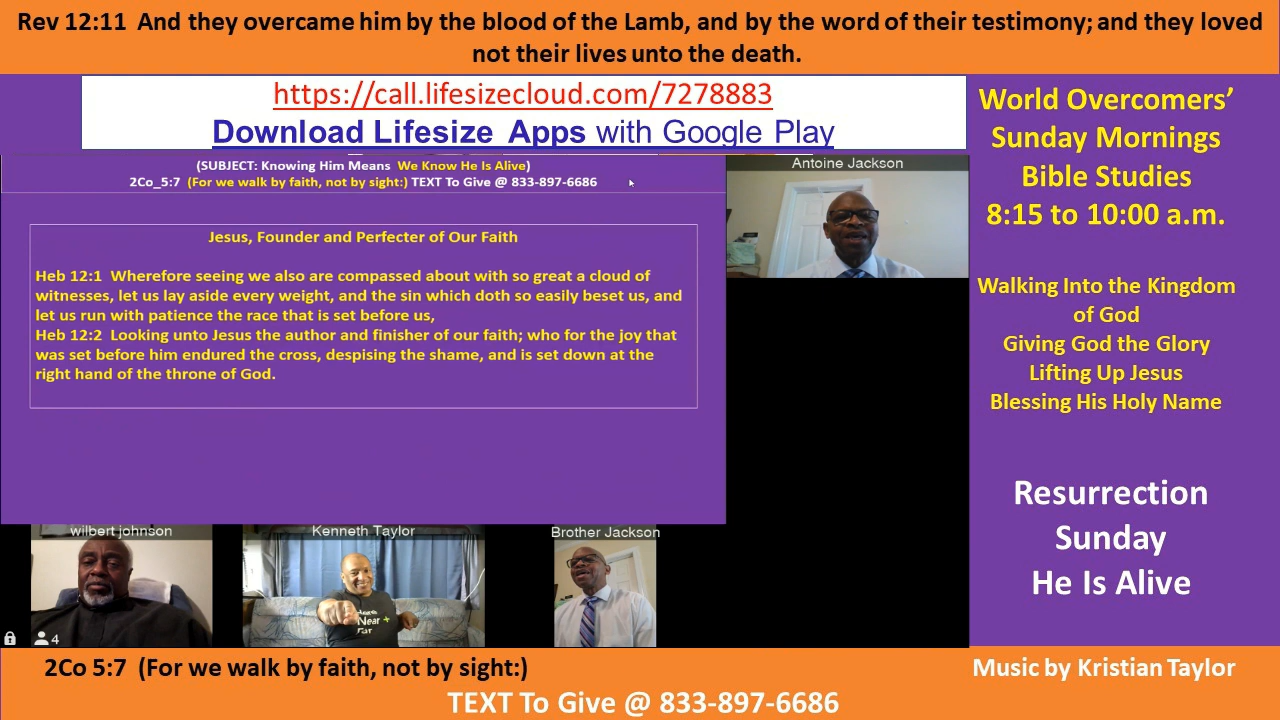 Rev 12:11  And they overcame him by the blood of the Lamb, and by the word of their testimony; and they loved
not their lives unto the death.
https://call.lifesizecloud.com/7278883
Download Lifesize Apps with Google Play
(SUBJECT: Knowing Him Means We Know He Is Alive)
2Co_5:7 (For we walk by faith, not by sight:) TEXT To Give @ 833-897-6686
Jesus, Founder and Perfecter of Our Faith
Heb 12:1 Wherefore seeing we also are compassed about with so great a cloud of
witnesses, let us lay aside every weight, and the sin which doth so easily beset us, and
let us run with patience the race that is set before us,
Heb 12:2 Looking unto Jesus the author and finisher of our faith; who for the joy that
was set before him endured the cross, despising the shame, and is set down at the
right hand of the throne of God.
Antoine Jackson
World Overcomers'
Sunday Mornings
Bible Studies
8:15 to 10:00 a.m.
Walking Into the Kingdom
of God
Giving God the Glory
Lifting Up Jesus
Blessing His Holy Name
Resurrection
Sunday
He Is Alive
wilbert johnson
Kenneth Taylor
Brother Jackson
Near +
4
2Co 5:7 (For we walk by faith, not by sight:)
Music by Kristian Taylor
TEXT To Give @ 833-897-6686